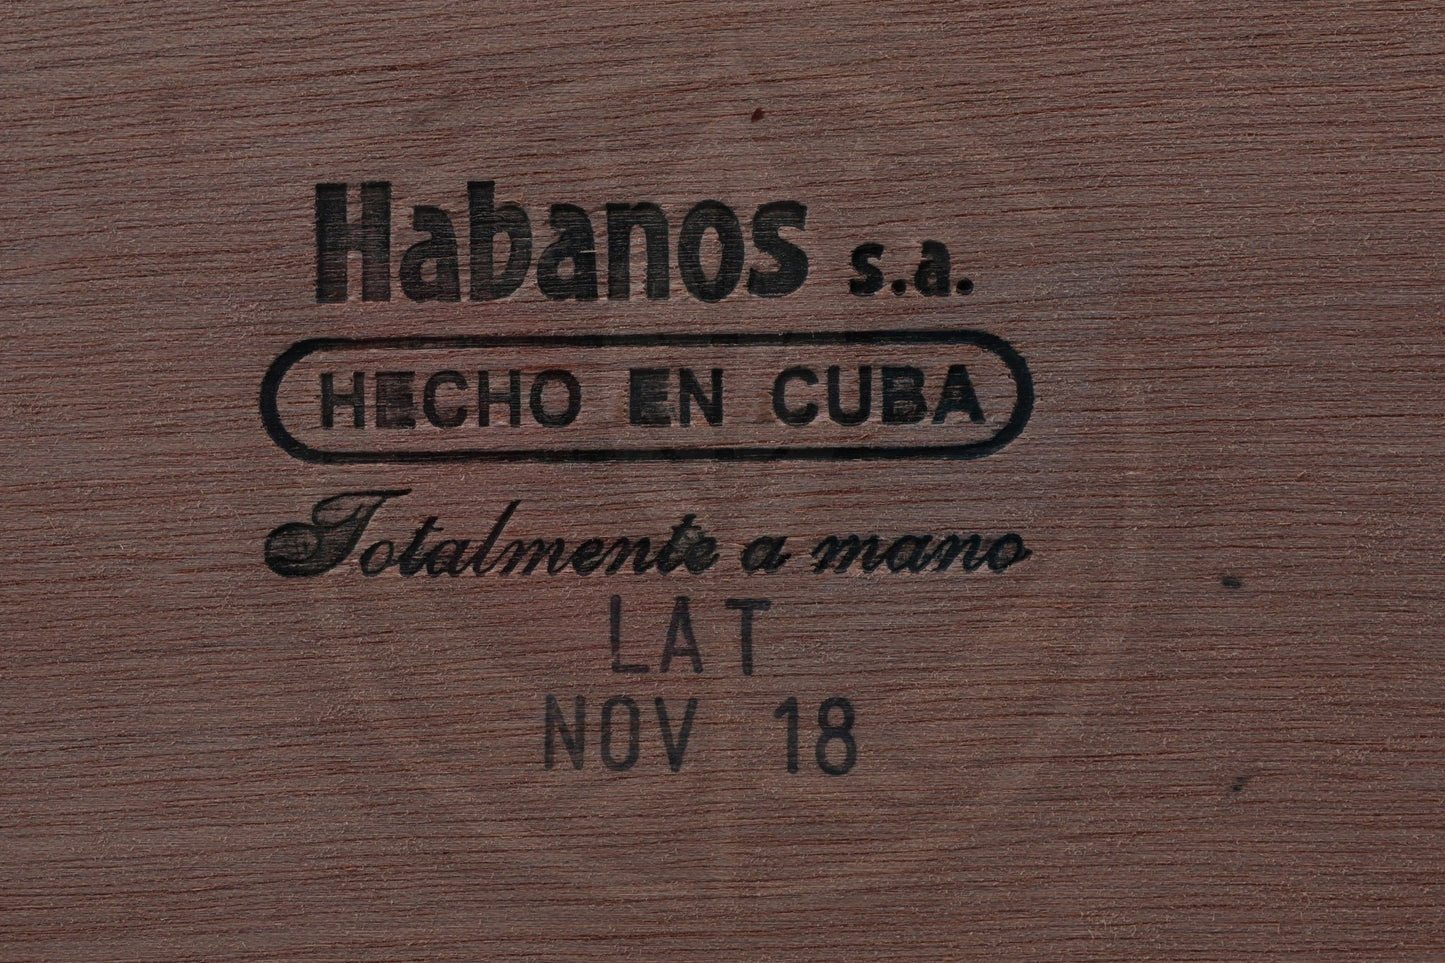 Habanos s.a.
HECHO EN CUBA
Totalmente a mano
LAT
NOV 18